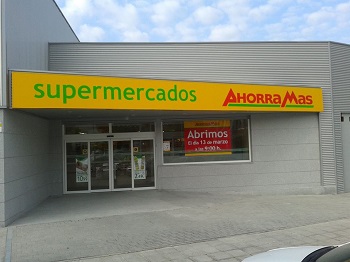 supermercados AHORRAMAS
Abrimos
El día 13 de marzo
a las 9:00 h.